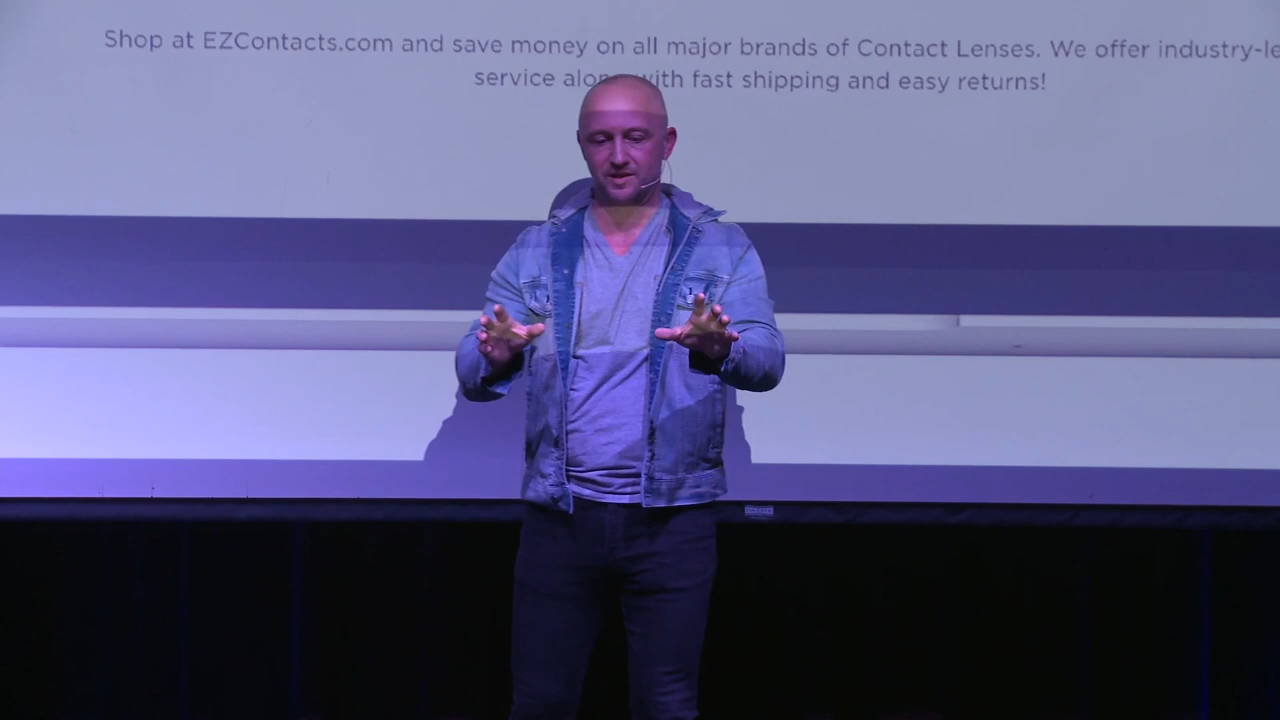 Shop at EZContacts.com and save money on all major brands of Contact Lenses. We offer industry-le
service along with fast shipping and easy returns!